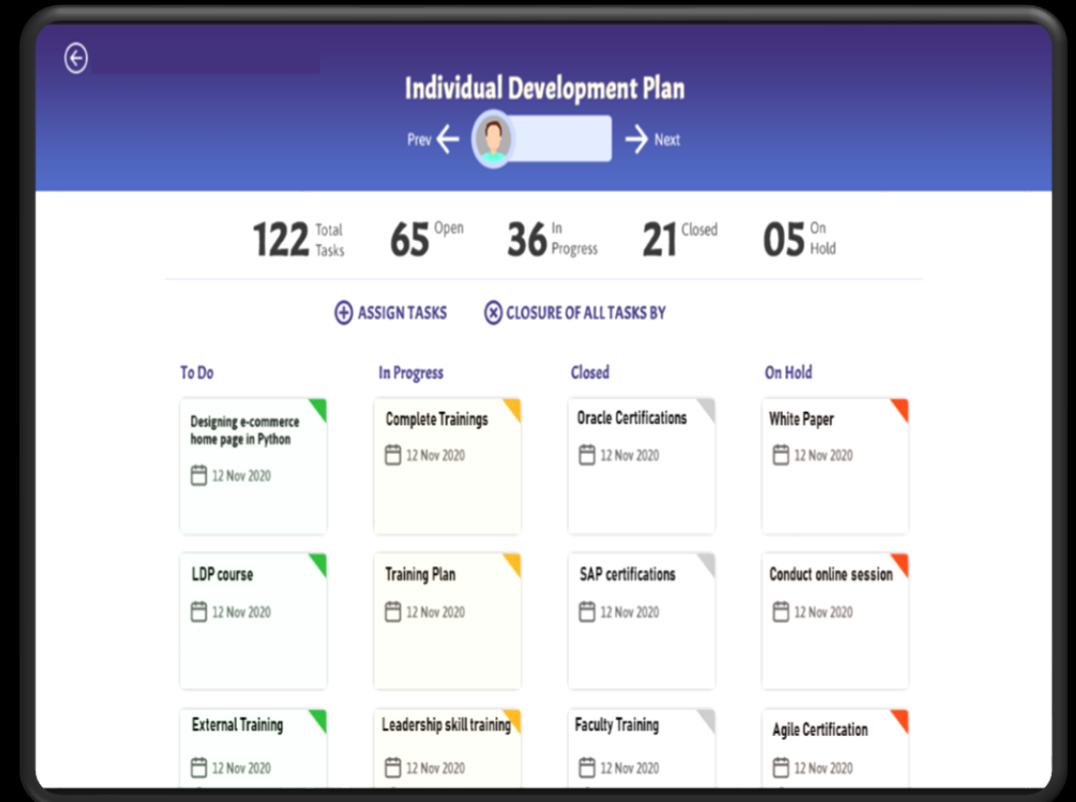 Individual Development Plan
Prev Next
122 Total Tasks
65 Open
36 In Progress
21 Closed
05 On Hold
ASSIGN TASKS
CLOSURE OF ALL TASKS BY
To Do
In Progress
Closed
On Hold
Designing e-commerce
home page in Python
12 Nov 2020
Complete Trainings
12 Nov 2020
Oracle Certifications
12 Nov 2020
White Paper
12 Nov 2020
LDP course
12 Nov 2020
Training Plan
12 Nov 2020
SAP certifications
12 Nov 2020
Conduct online session
12 Nov 2020
External Training
12 Nov 2020
Leadership skill training
12 Nov 2020
Faculty Training
12 Nov 2020
Agile Certification
12 Nov 2020